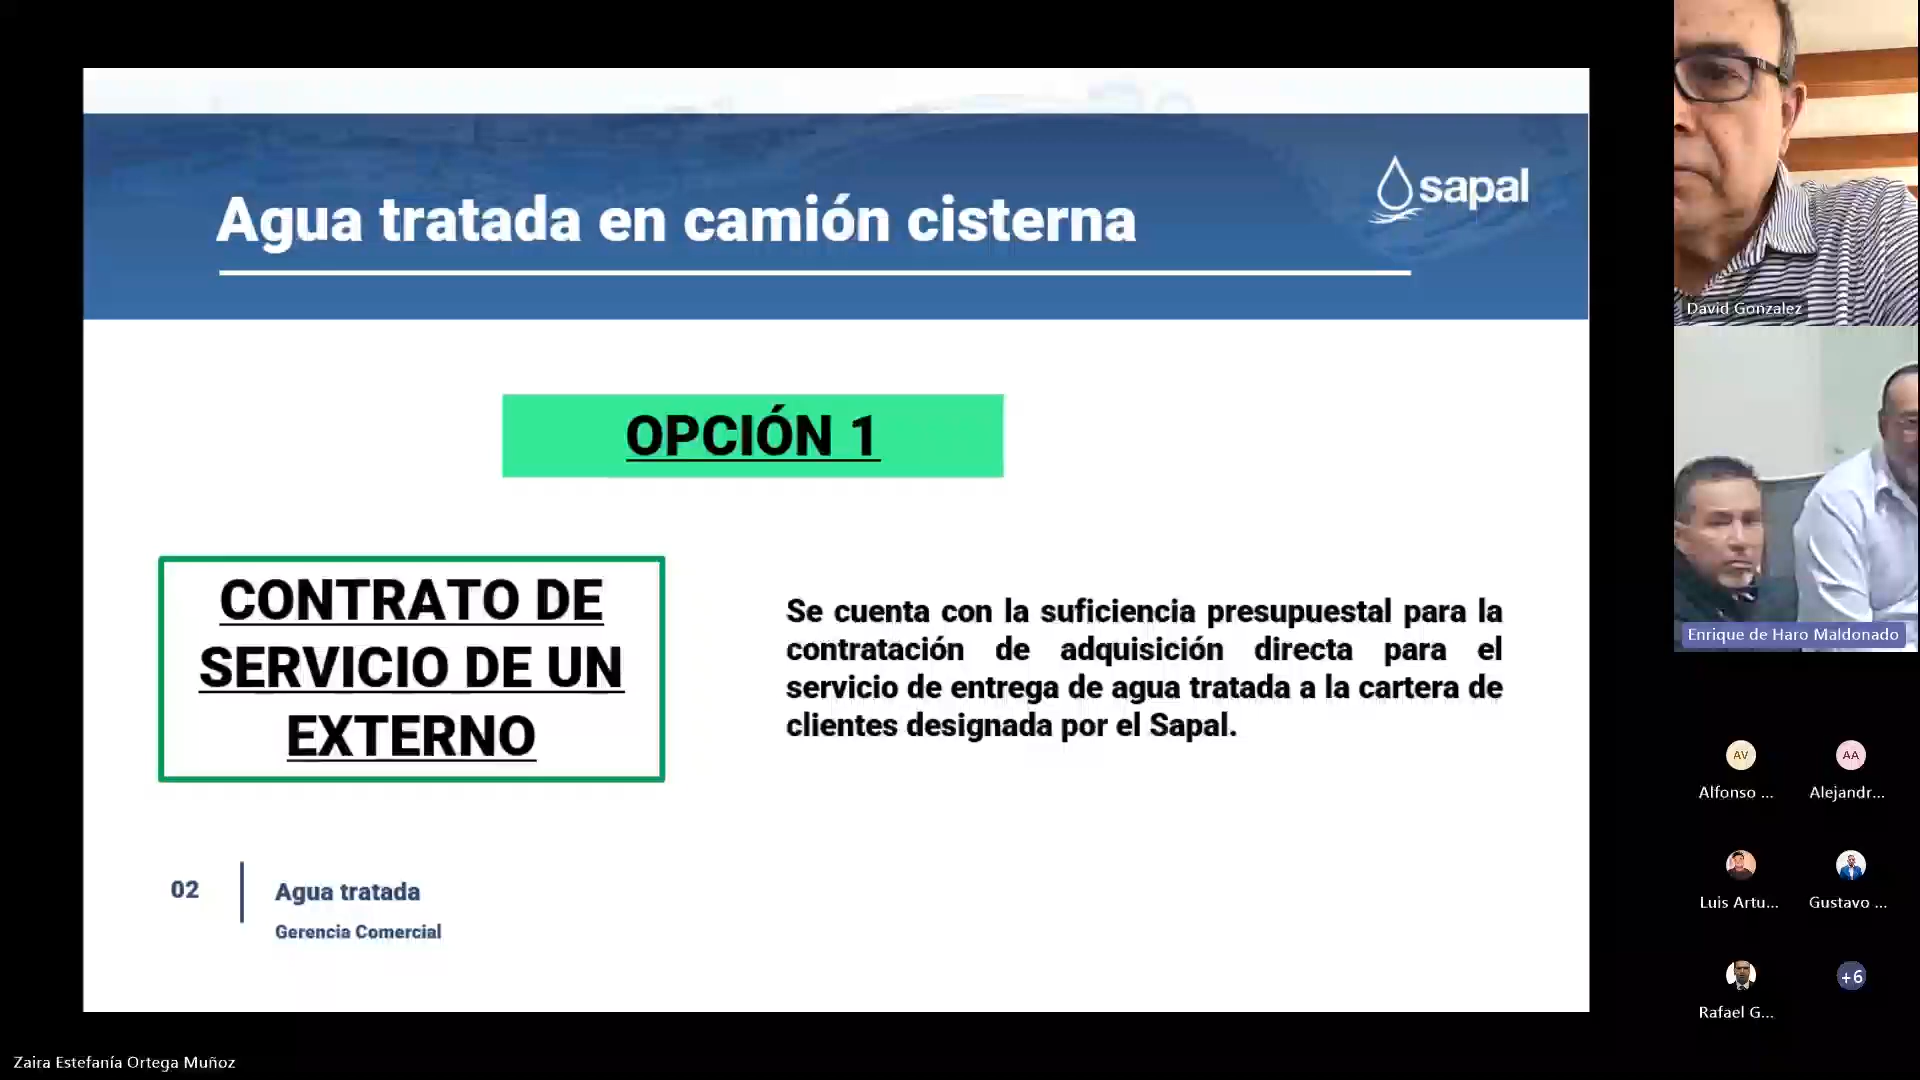 Agua tratada en camión cisterna
sapal
OPCIÓN 1
CONTRATO DE
SERVICIO DE UN
EXTERNO
Se cuenta con la suficiencia presupuestal para la
contratación de adquisición directa para el
servicio de entrega de agua tratada a la cartera de
clientes designada por el Sapal.
02
Agua tratada
Gerencia Comercial
Zaira Estefanía Ortega Muñoz
David Gonzalez
Enrique de Haro Maldonado
AV
AA
Alfonso ...
Alejandr...
Luis Artu...
Gustavo ...
+6
Rafael G...